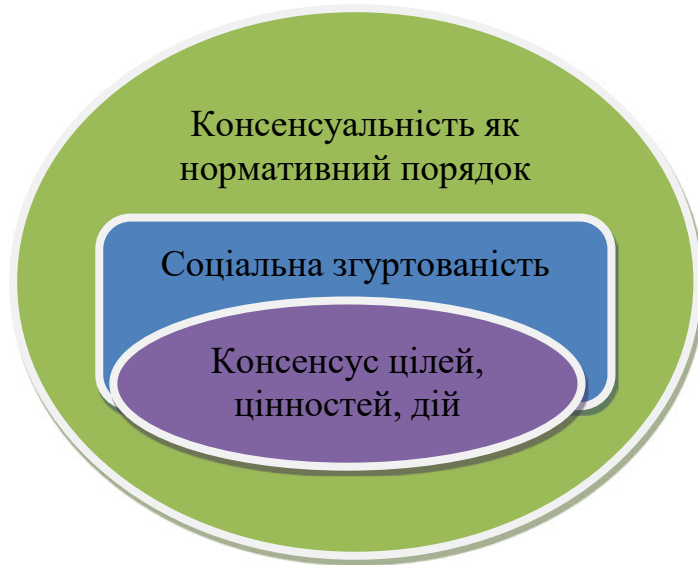 Консенсуальність як
нормативний порядок
Соціальна згуртованість
Консенсус цілей,
цінностей, дій